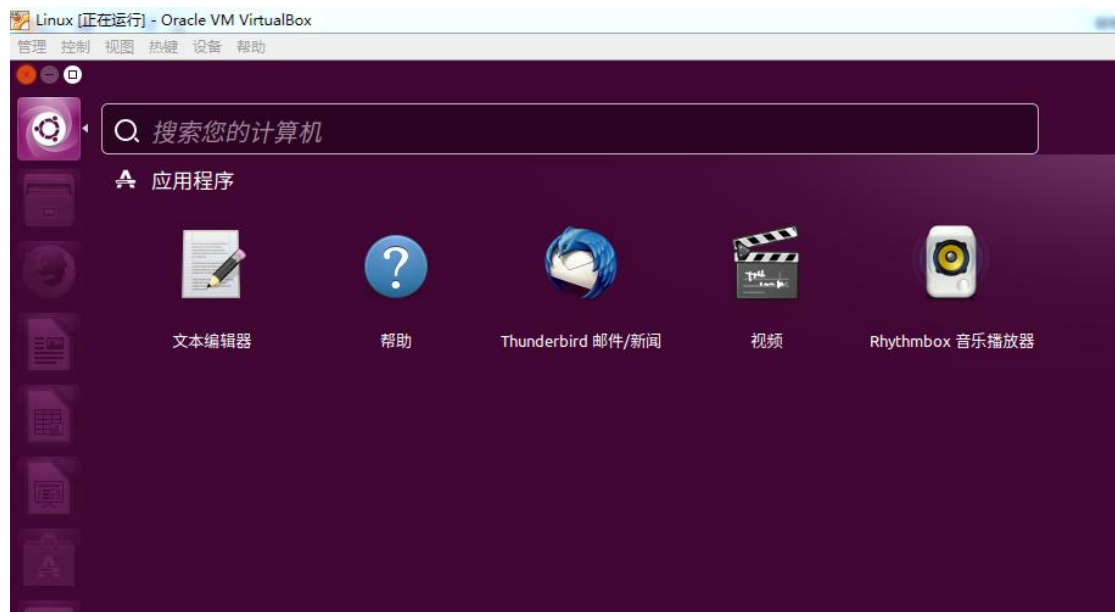 Linux [正在运行] - Oracle VM VirtualBox
管理 控制 视图 热键 设备 帮助
搜索您的计算机
应用程序
文本编辑器 帮助 Thunderbird 邮件/新闻 视频 Rhythmbox 音乐播放器